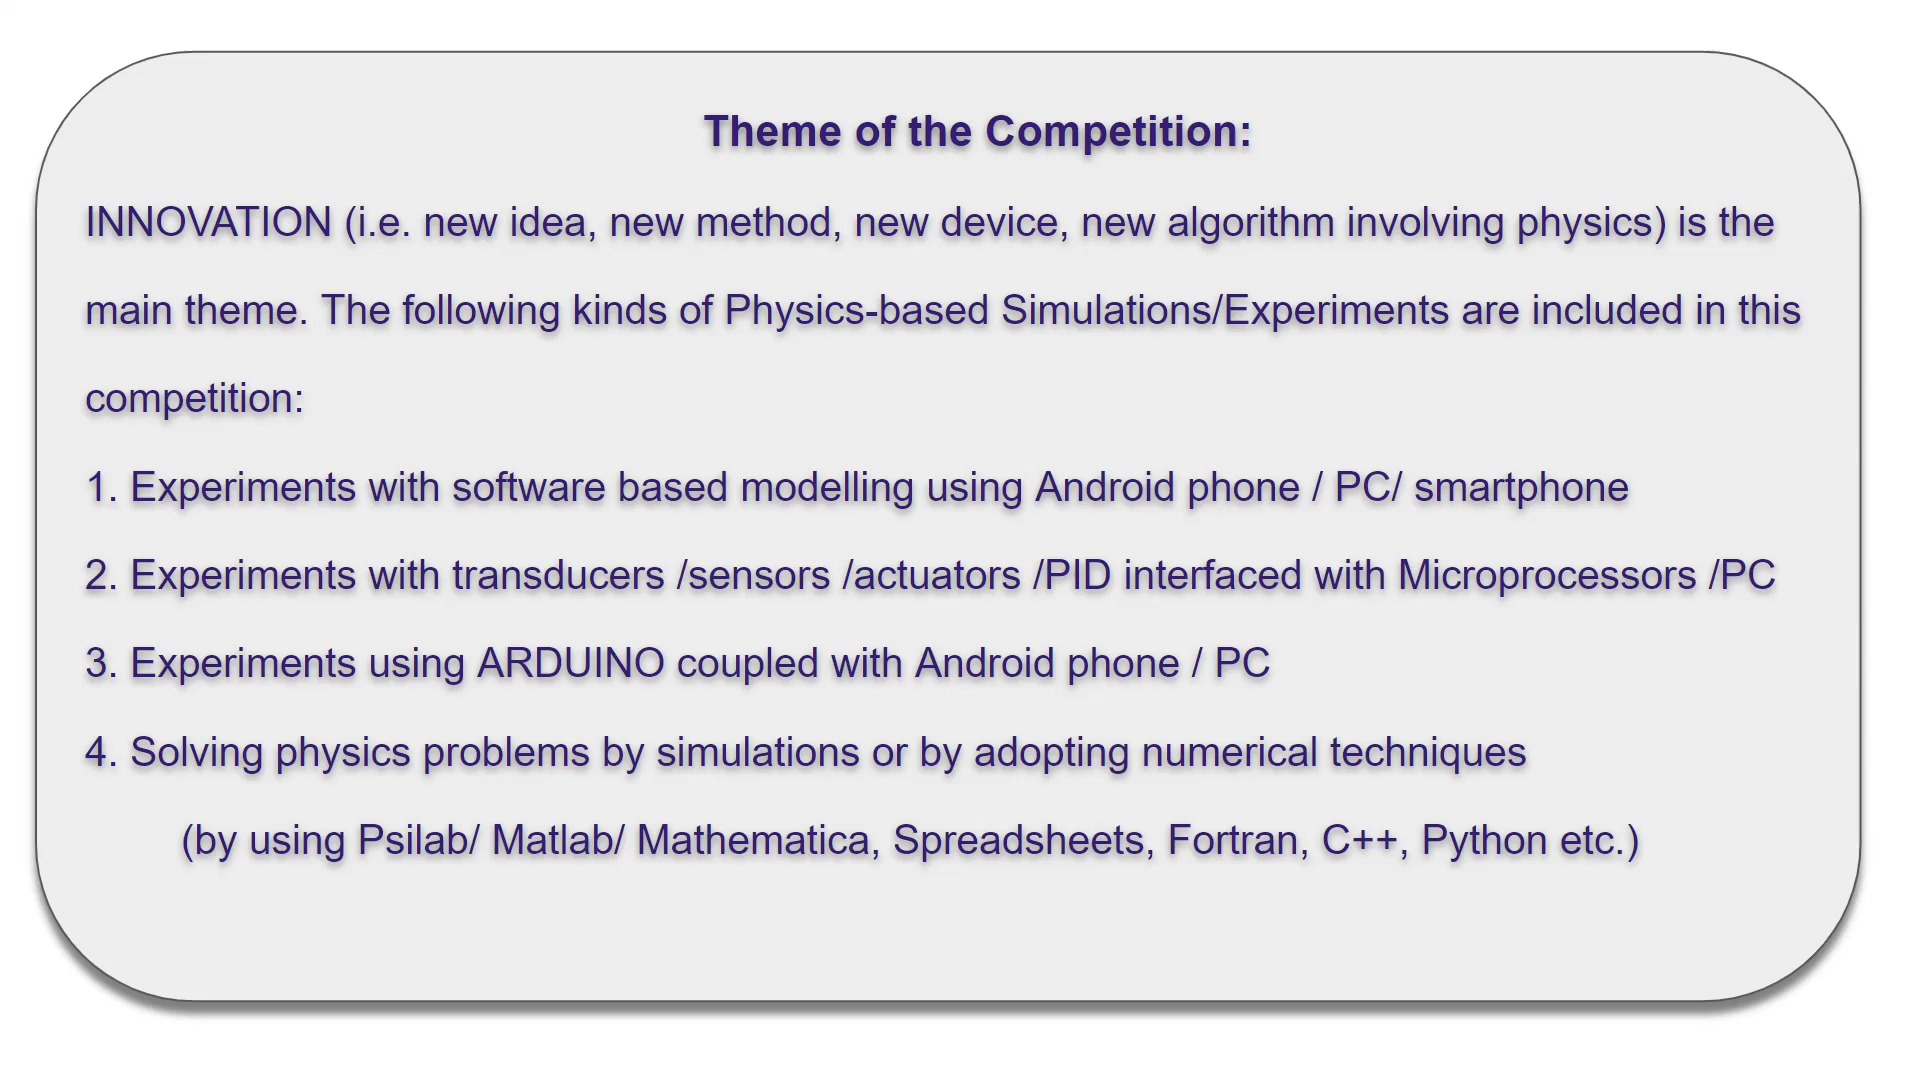 Theme of the Competition:
INNOVATION (i.e. new idea, new method, new device, new algorithm involving physics) is the
main theme. The following kinds of Physics-based Simulations/Experiments are included in this
competition:
1. Experiments with software based modelling using Android phone / PC/ smartphone
2. Experiments with transducers /sensors /actuators /PID interfaced with Microprocessors /PC
3. Experiments using ARDUINO coupled with Android phone / PC
4. Solving physics problems by simulations or by adopting numerical techniques
(by using Psilab/ Matlab/ Mathematica, Spreadsheets, Fortran, C++, Python etc.)